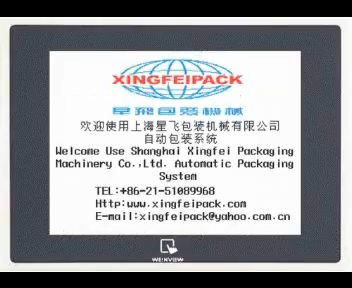 XINGFEIPACK
星飛包裝機械
欢迎使用上海星飞包装机械有限公司
自动包装系统
Welcome Use Shanghai Xingfei Packaging
Machinery Co.,Ltd. Automatic Packaging
System
TEL:+86-21-51089968
Http:www.xingfeipack.com
E-mail:xingfeipack@yahoo.com.cn
WEINVIEW